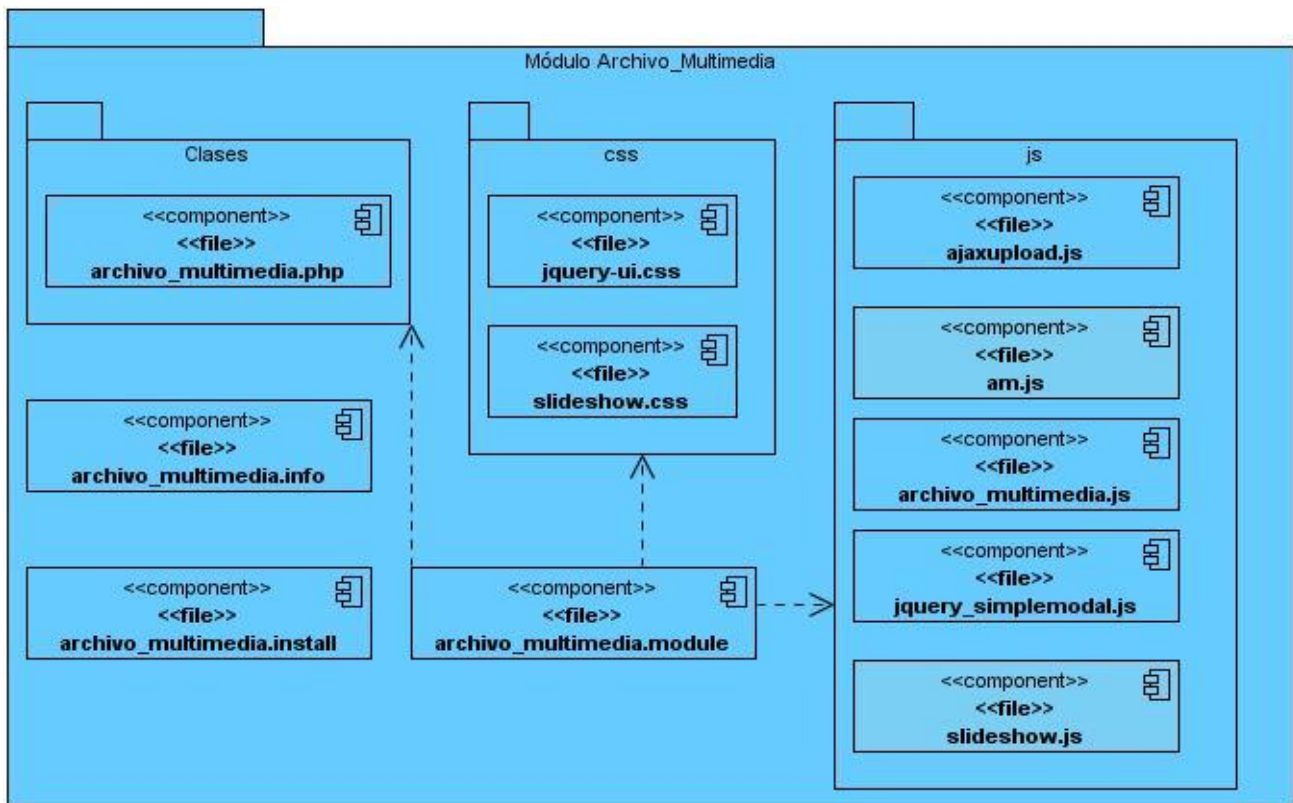 Módulo Archivo_Multimedia
Clases
<<component>>
<<file>>
archivo_multimedia.php
<<component>>
<<file>>
archivo_multimedia.info
<<component>>
<<file>>
archivo_multimedia.install
css
<<component>>
<<file>>
jquery-ui.css
<<component>>
<<file>>
slideshow.css
<<component>>
<<file>>
archivo_multimedia.module
js
<<component>>
<<file>>
ajaxupload.js
<<component>>
<<file>>
am.js
<<component>>
<<file>>
archivo_multimedia.js
<<component>>
<<file>>
jquery_simplemodal.js
<<component>>
<<file>>
slideshow.js